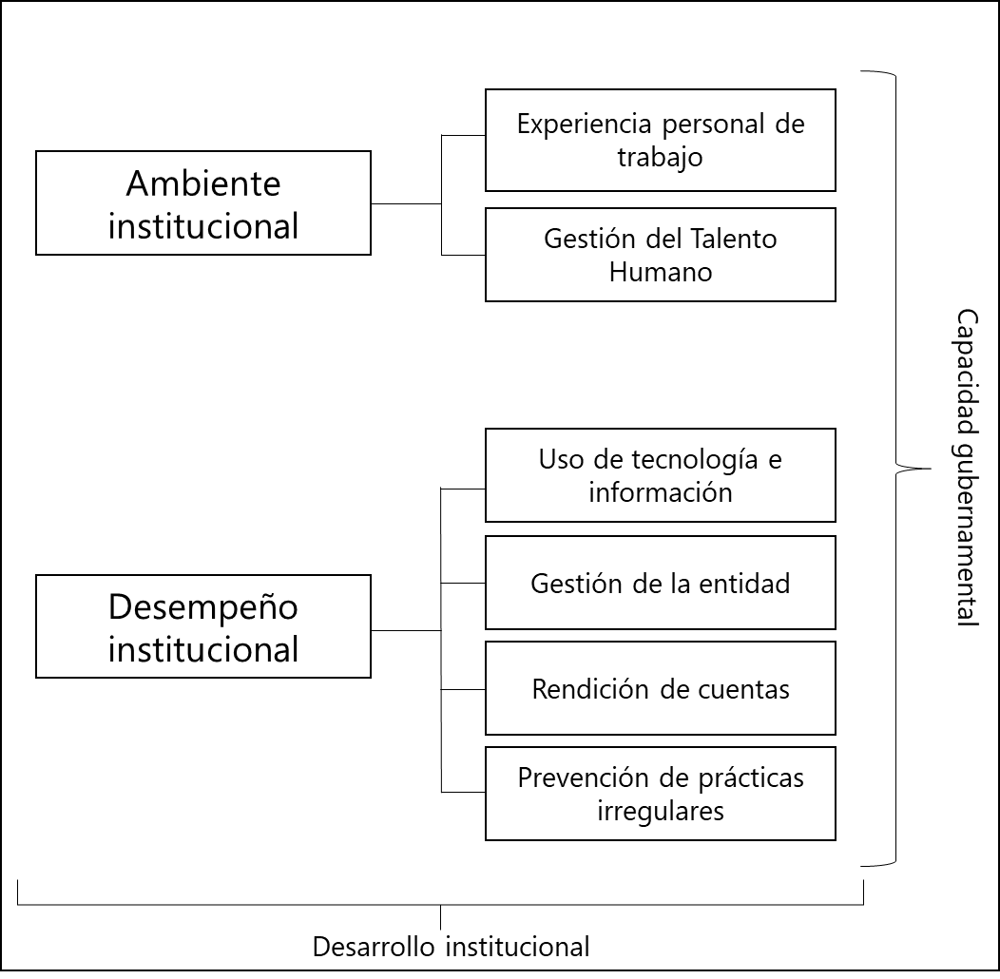 Ambiente
institucional
Experiencia personal de
trabajo
Gestión del Talento
Humano
Desempeño
institucional
Uso de tecnología e
información
Gestión de la entidad
Rendición de cuentas
Prevención de prácticas
irregulares
Capacidad gubernamental
Desarrollo institucional